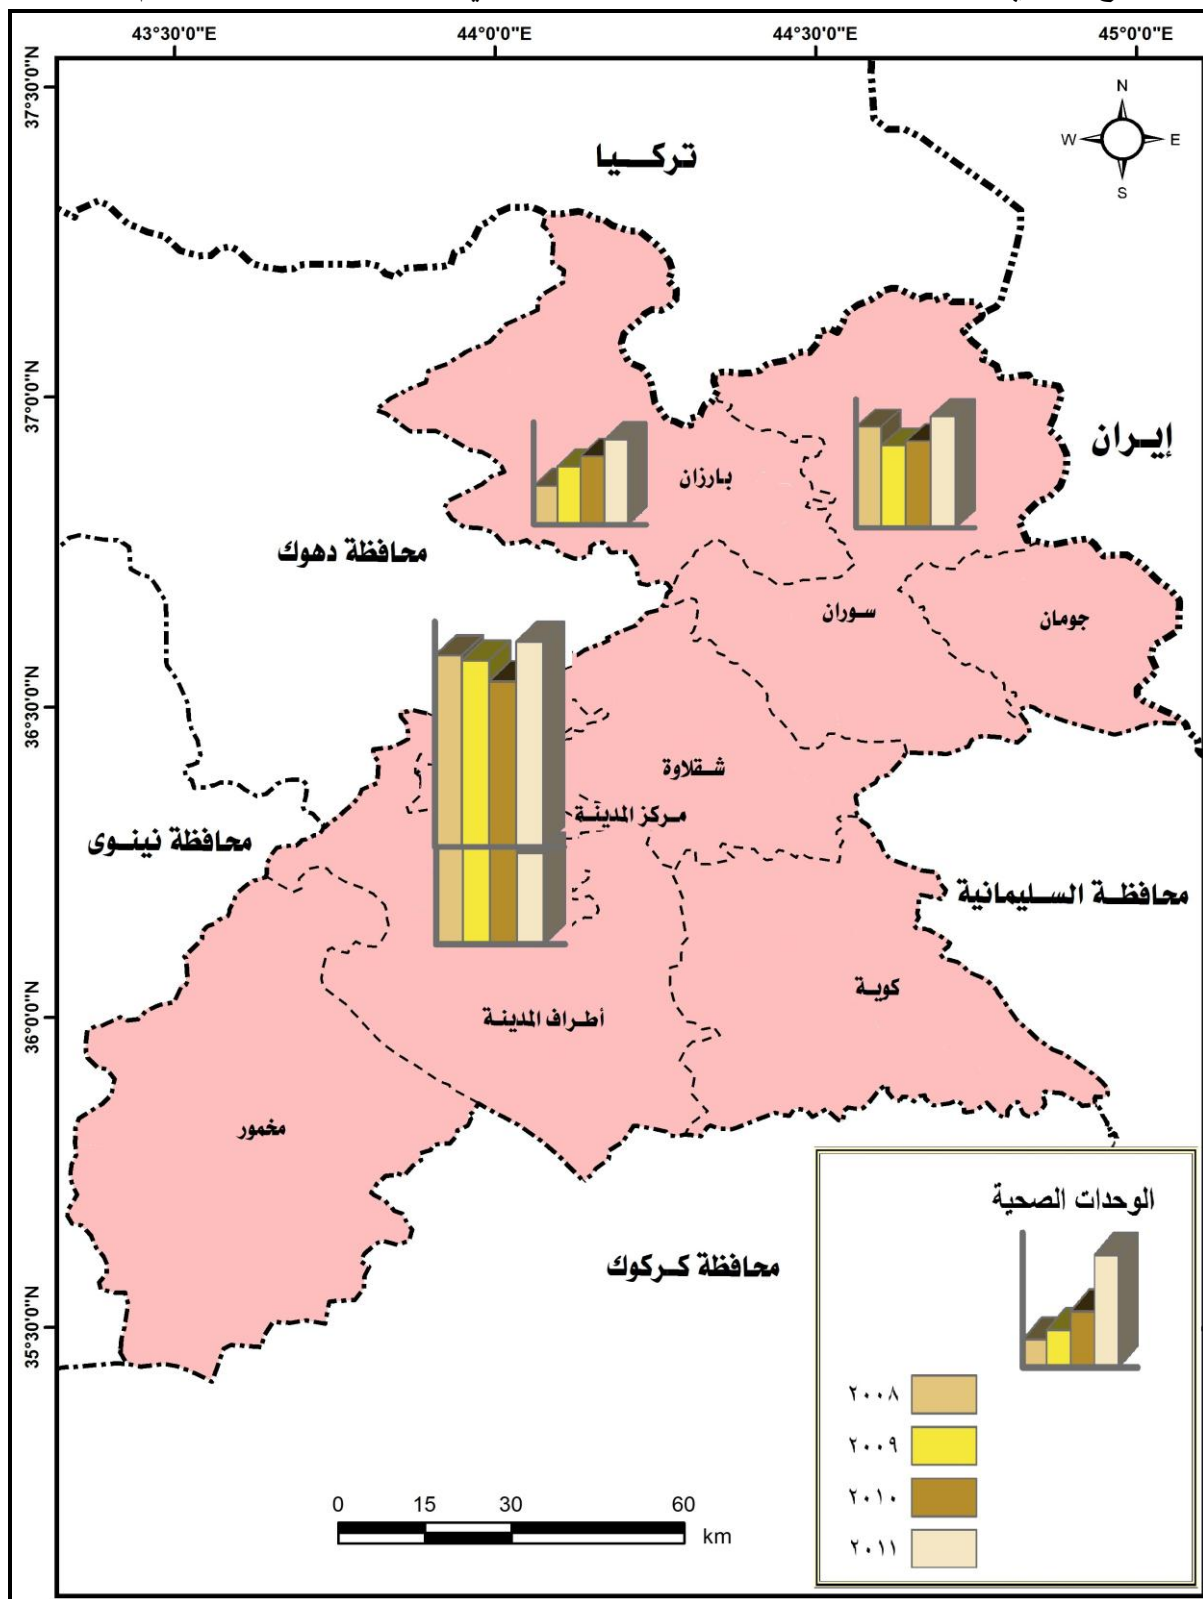 43°30'0"E 44°0'0"E 44°30'0"E 45°0'0"E
37°30'0"N
37°0'0"N
36°30'0"N
36°0'0"N
35°30'0"N
N
W E
S
تركـــيا
إيــران
بارزان
محافظة دهوك
سـوران
جومان
شـقلاوة
مـركز المدينـة
محافظة نينـوى
محافظـة السـليمانية
كويـة
أطـراف المدينـة
مخمور
محافظة كـركوك
الوحدات الصحية
٢٠٠٨
٢٠٠٩
٢٠١٠
٢٠١١
0 15 30 60
km